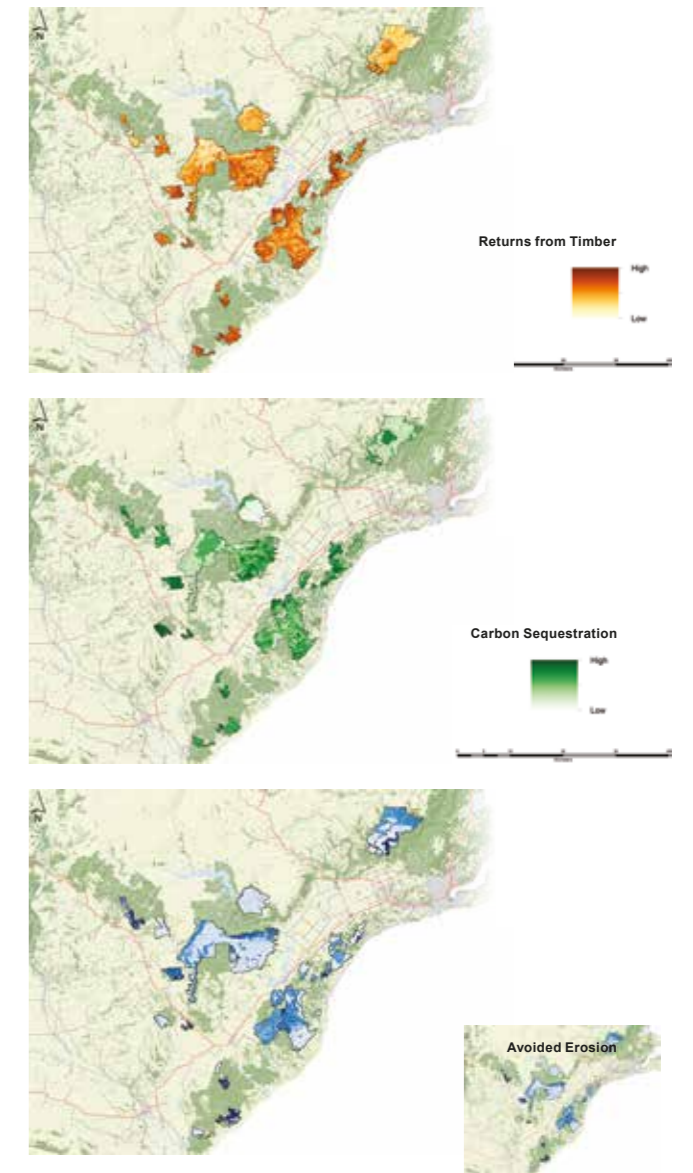 Returns from Timber
High
Low
Carbon Sequestration
High
Low
Avoided Erosion